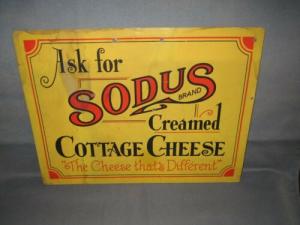 Ask for
SODUS
BRAND
Creamed
COTTAGE CHEESE
"The Cheese that's Different"